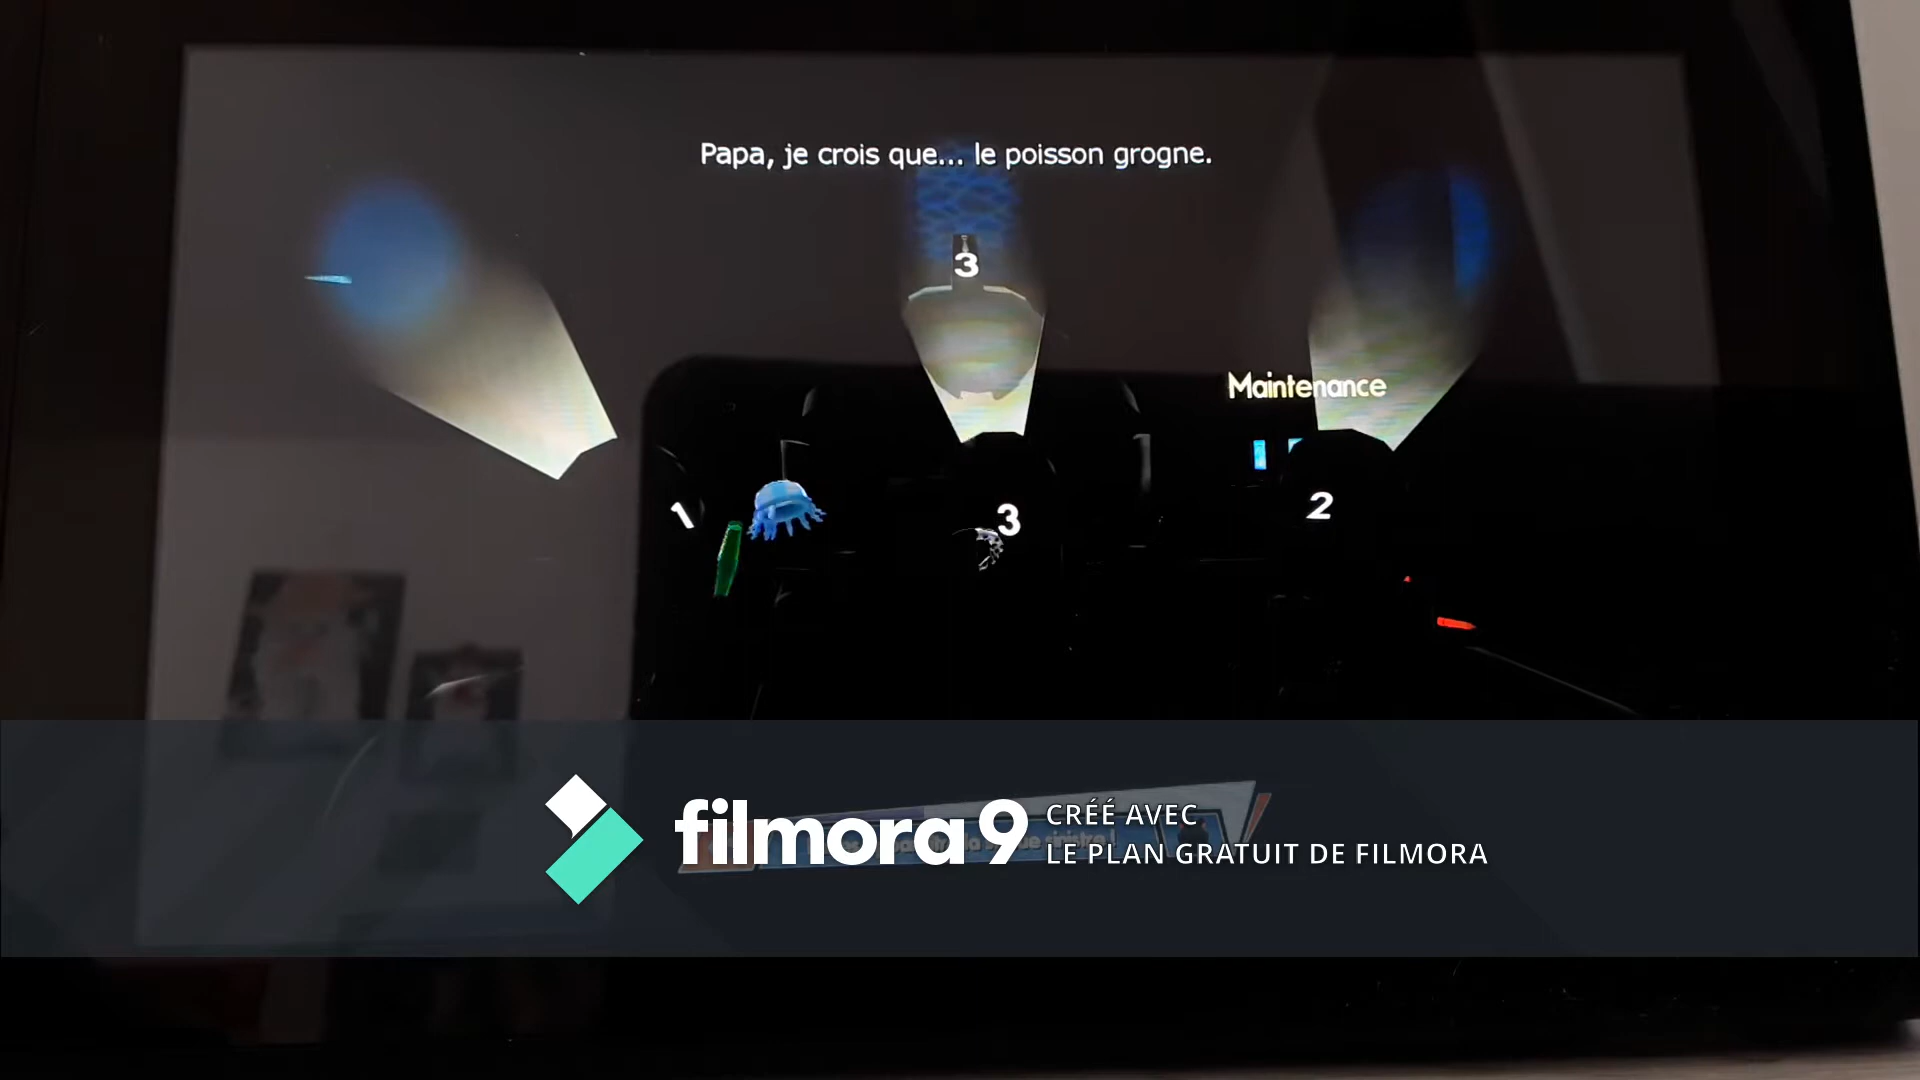 Papa, je crois que... le poisson grogne.
3
Maintenance
1
3
2
filmora9
CRÉÉ AVEC
LE PLAN GRATUIT DE FILMORA